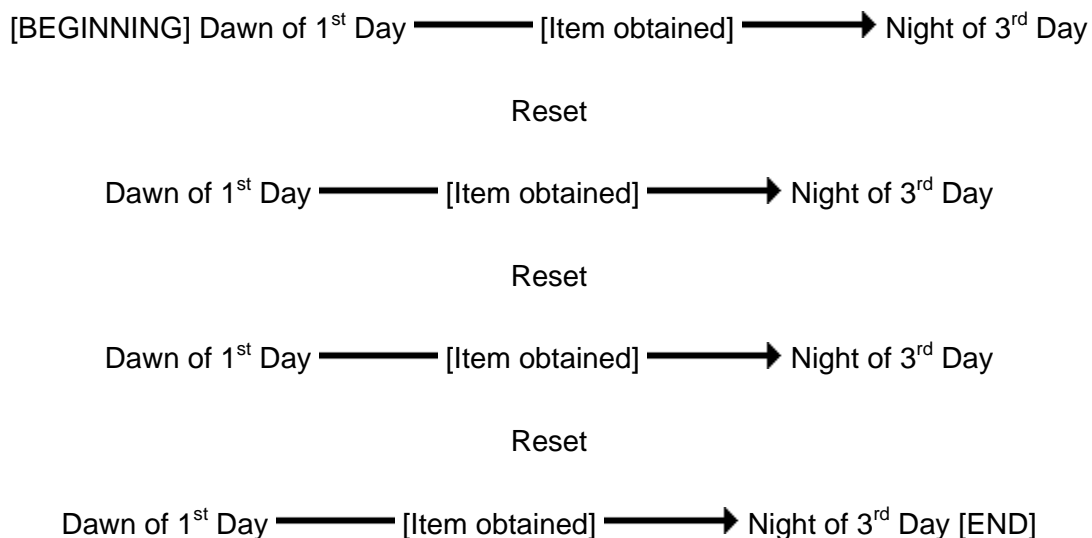 [BEGINNING] Dawn of 1st Day [Item obtained] Night of 3rd Day
Reset
Dawn of 1st Day [Item obtained] Night of 3rd Day
Reset
Dawn of 1st Day [Item obtained] Night of 3rd Day
Reset
Dawn of 1st Day [Item obtained] Night of 3rd Day [END]